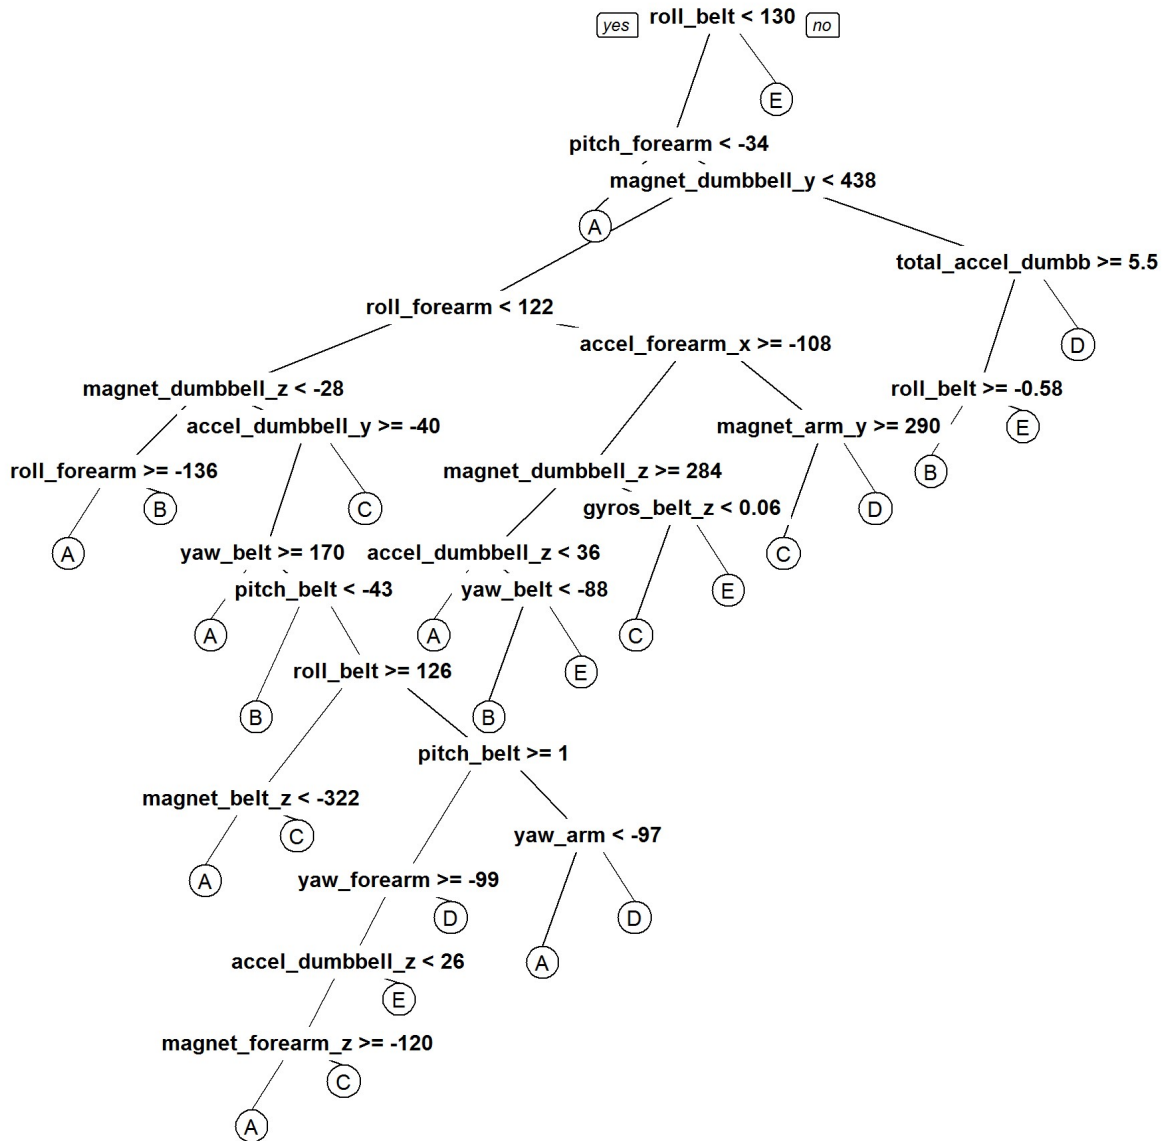 yes roll_belt < 130 no
E
pitch_forearm < -34
magnet_dumbbell_y < 438
A
total_accel_dumbb >= 5.5
roll_forearm < 122
accel_forearm_x >= -108
D
magnet_dumbbell_z < -28
roll_belt >= -0.58
accel_dumbbell_y >= -40
magnet_arm_y >= 290
E
roll_forearm >= -136
magnet_dumbbell_z >= 284
B
B
C
gyros_belt_z < 0.06
D
A
yaw_belt >= 170
accel_dumbbell_z < 36
C
pitch_belt < -43
yaw_belt < -88
E
A
A
C
roll_belt >= 126
E
B
B
pitch_belt >= 1
magnet_belt_z < -322
C
yaw_arm < -97
A
yaw_forearm >= -99
D
D
accel_dumbbell_z < 26
A
E
magnet_forearm_z >= -120
C
A